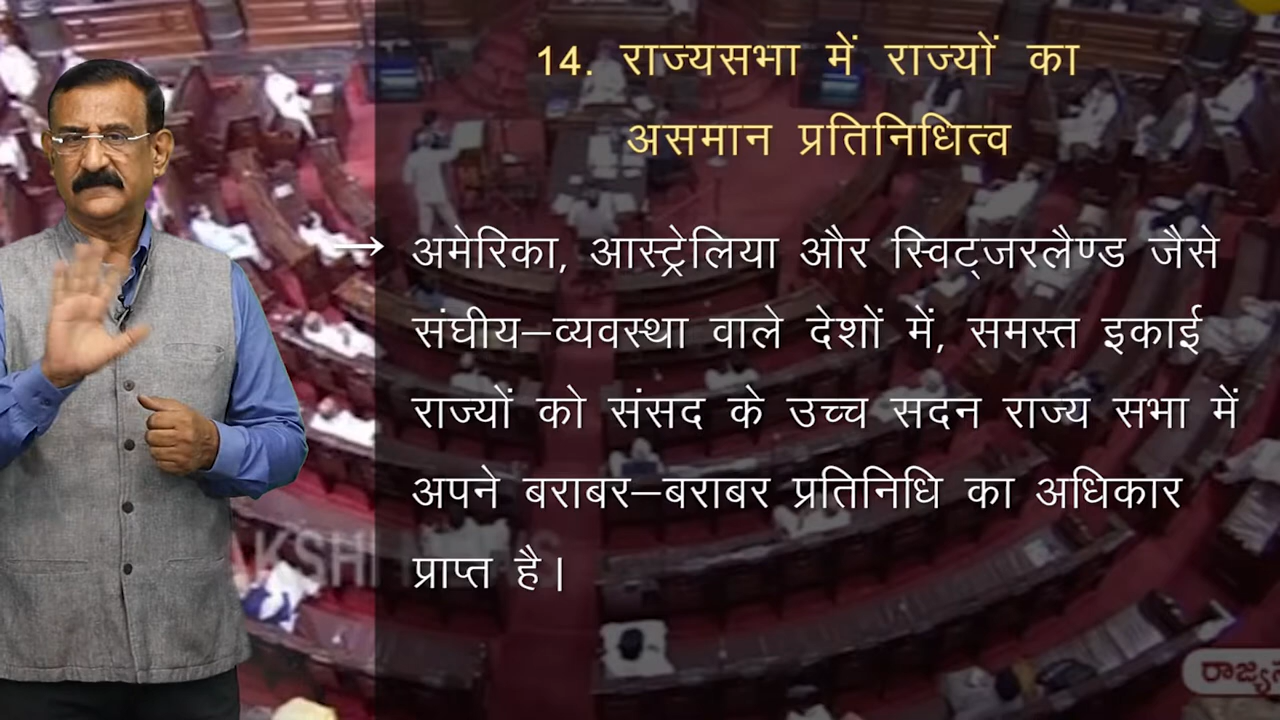 14. राज्यसभा में राज्यों का
असमान प्रतिनिधित्व
→ अमेरिका, आस्ट्रेलिया और स्विट्जरलैण्ड जैसे
संघीय–व्यवस्था वाले देशों में, समस्त इकाई
राज्यों को संसद के उच्च सदन राज्य सभा में
अपने बराबर–बराबर प्रतिनिधि का अधिकार
प्राप्त है।